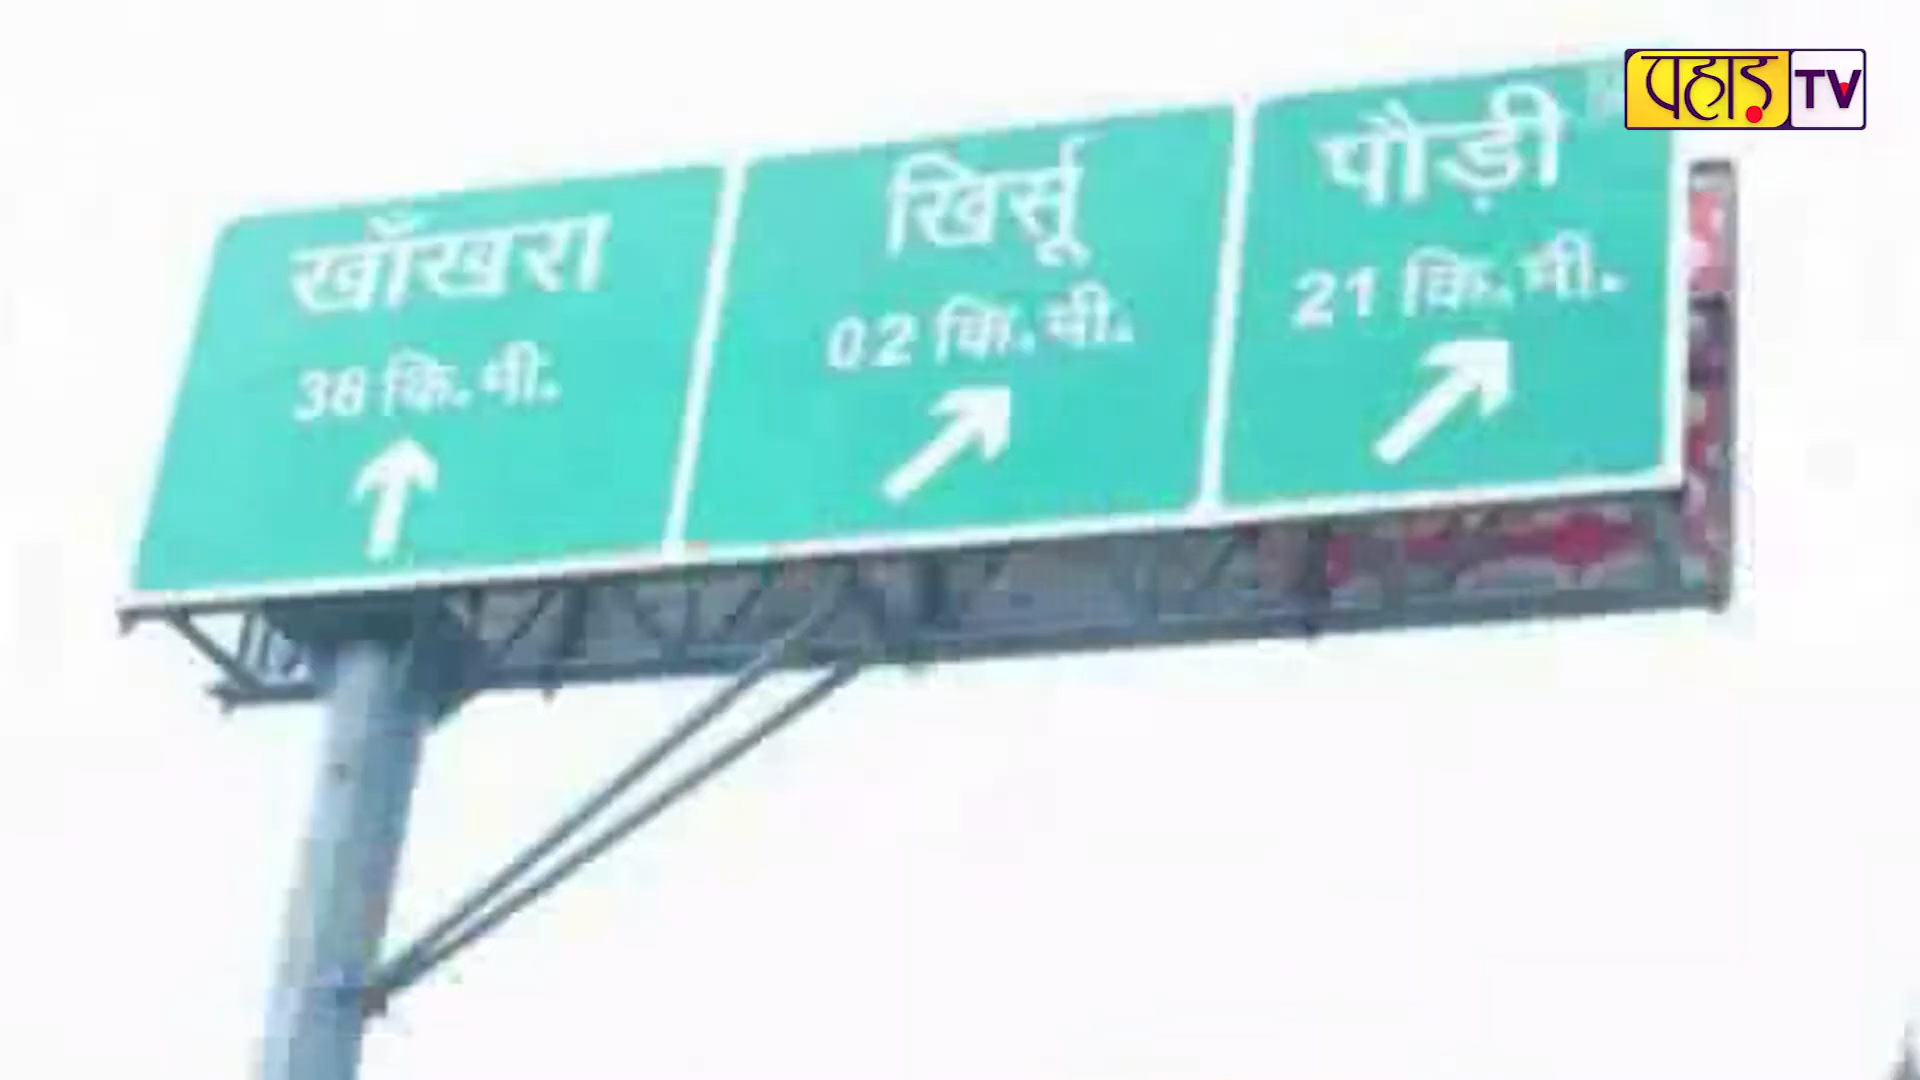 खाँखरा
38 कि.मी.
खिर्सू
02 कि.मी.
पौड़ी
21 कि.मी.
पहाड़ TV